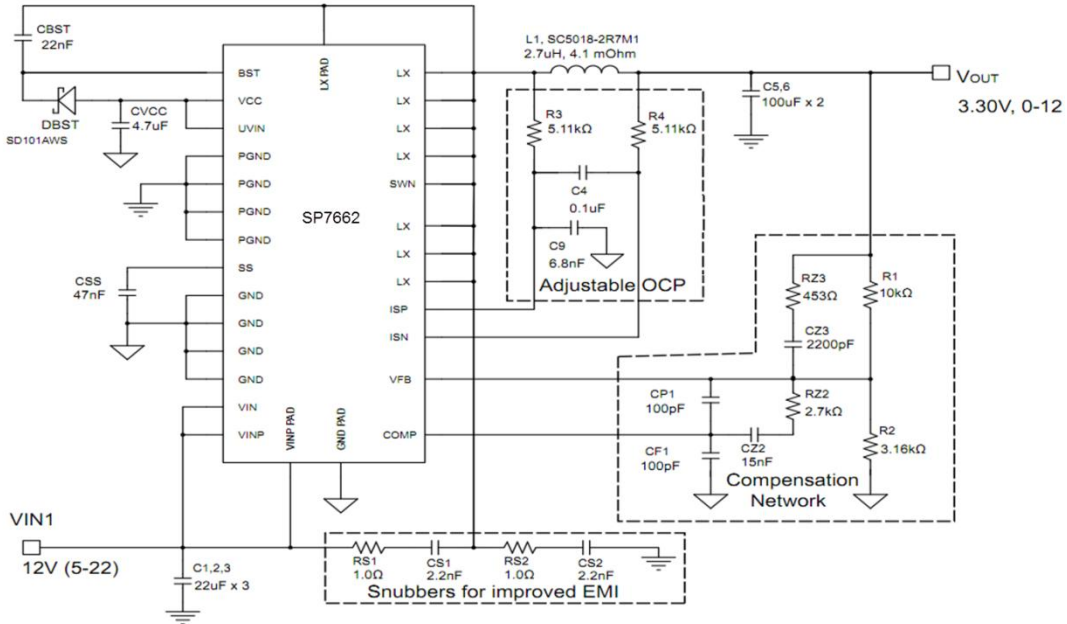 CBST
22nF
DBST
SD101AWS
CVCC
4.7uF
CSS
47nF
BST
VCC
UVIN
PGND
PGND
PGND
PGND
SS
GND
GND
GND
GND
VIN
VINP
LX PAD
SP7662
VINP PAD
GND PAD
LX
LX
LX
LX
SWN
LX
LX
LX
ISP
ISN
VFB
COMP
L1, SC5018-2R7M1
2.7uH, 4.1 mOhm
R3
5.11kΩ
R4
5.11kΩ
C4
0.1uF
C9
6.8nF
Adjustable OCP
C5,6
100uF x 2
VOUT
3.30V, 0-12
RZ3
453Ω
R1
10kΩ
CZ3
2200pF
CP1
100pF
RZ2
2.7kΩ
CF1
100pF
CZ2
15nF
R2
3.16kΩ
Compensation
Network
VIN1
12V (5-22)
C1,2,3
22uF x 3
RS1
1.0Ω
CS1
2.2nF
RS2
1.0Ω
CS2
2.2nF
Snubbers for improved EMI